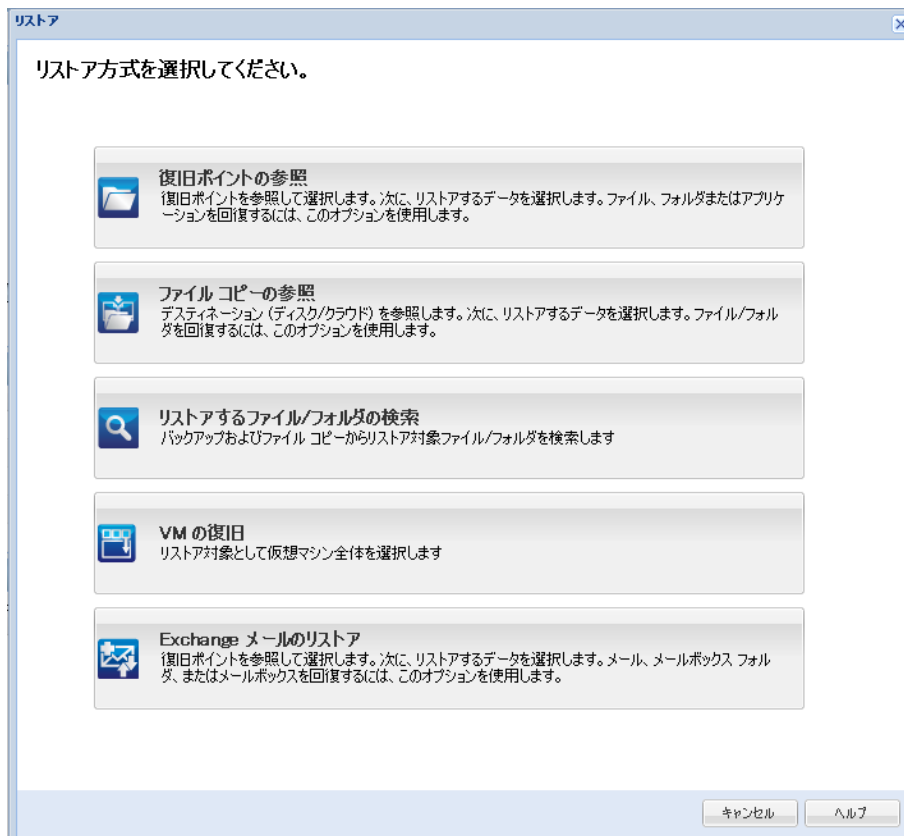 リストア
リストア方式を選択してください。
復旧ポイントの参照
復旧ポイントを参照して選択します。次に、リストアするデータを選択します。ファイル、フォルダまたはアプリケ
ーションを回復するには、このオプションを使用します。
ファイル コピーの参照
デスティネーション (ディスク/クラウド) を参照します。次に、リストアするデータを選択します。ファイル/フォル
ダを回復するには、このオプションを使用します。
リストアするファイル/フォルダの検索
バックアップおよびファイル コピーからリストア対象ファイル/フォルダを検索します
VM の復旧
リストア対象として仮想マシン全体を選択します
Exchange メールのリストア
復旧ポイントを参照して選択します。次に、リストアするデータを選択します。メール、メールボックス フォル
ダ、またはメールボックスを回復するには、このオプションを使用します。
キャンセル
ヘルプ